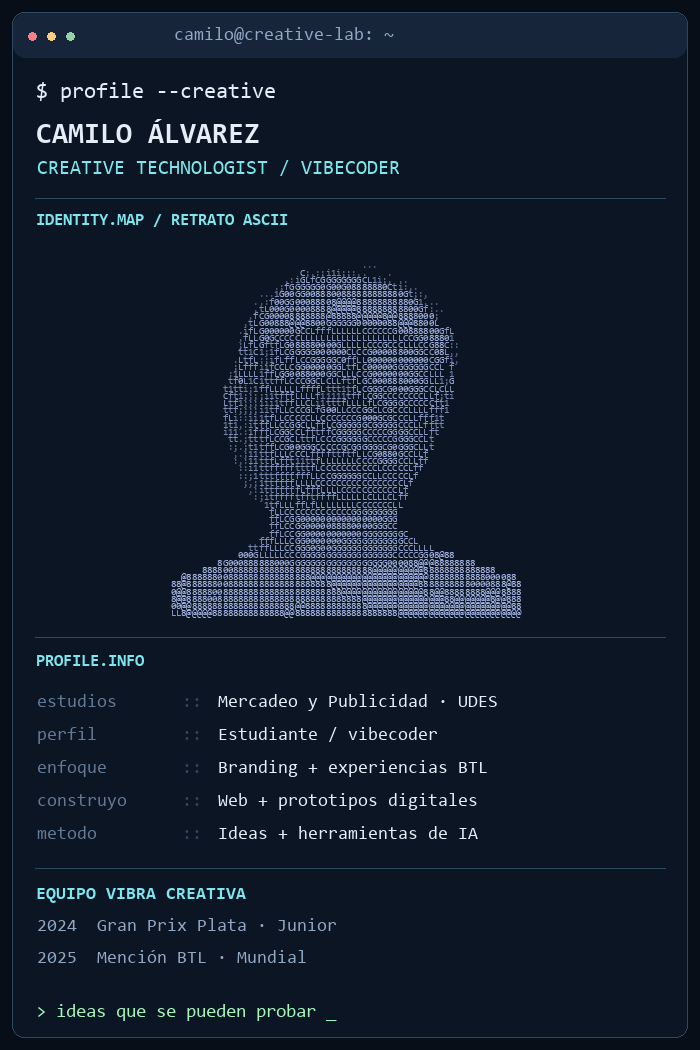 camilo@creative-lab: ~
$ profile --creative
CAMILO ÁLVAREZ
CREATIVE TECHNOLOGIST / VIBECODER
IDENTITY.MAP / RETRATO ASCII
PROFILE.INFO
estudios :: Mercadeo y Publicidad · UDES
perfil :: Estudiante / vibecoder
enfoque :: Branding + experiencias BTL
construyo :: Web + prototipos digitales
metodo :: Ideas + herramientas de IA
EQUIPO VIBRA CREATIVA
2024 Gran Prix Plata · Junior
2025 Mención BTL · Mundial
> ideas que se pueden probar _